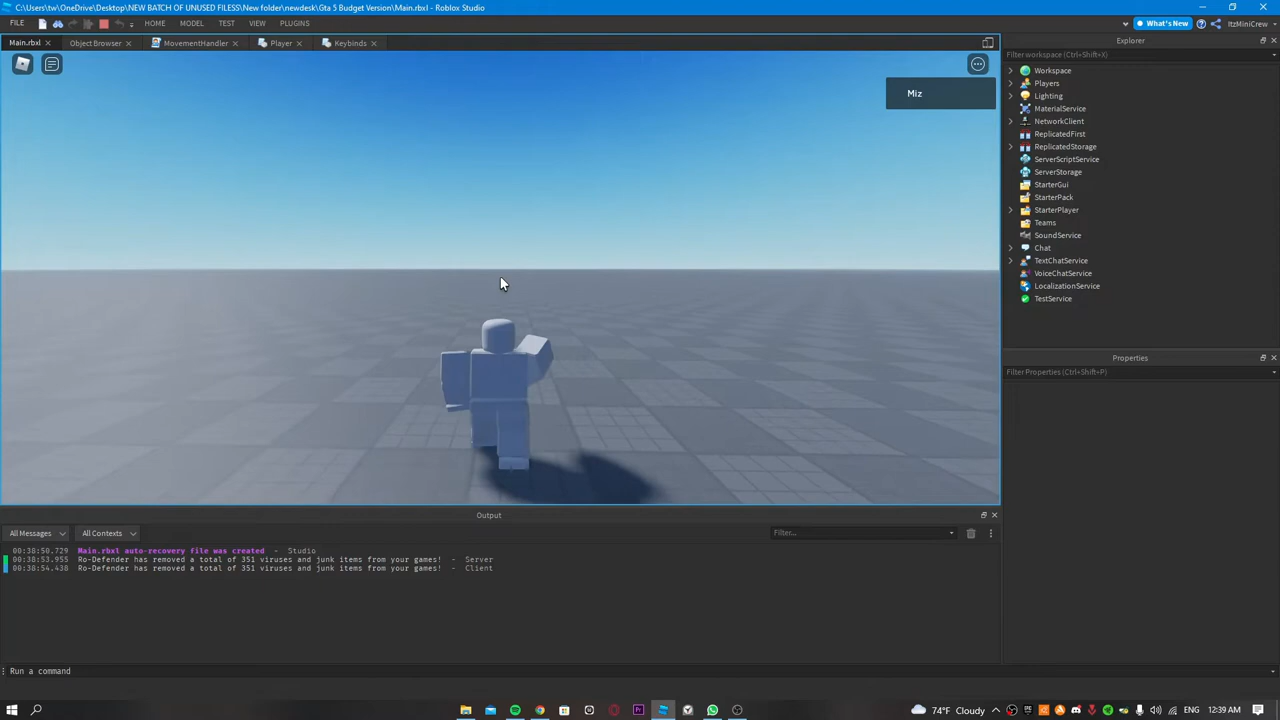 C:\Users\tw\OneDrive\Desktop\NEW BATCH OF UNUSED FILESS\New folder\newdesk\Gta 5 Budget Version\Main.rbxl - Roblox Studio
FILE HOME MODEL TEST VIEW PLUGINS What's New ItzMiniCrew
Main.rbxl Object Browser MovementHandler Player Keybinds
Miz
Explorer
Filter workspace (Ctrl+Shift+X)
Workspace
Players
Lighting
MaterialService
NetworkClient
ReplicatedFirst
ReplicatedStorage
ServerScriptService
ServerStorage
StarterGui
StarterPack
StarterPlayer
Teams
SoundService
Chat
TextChatService
VoiceChatService
LocalizationService
TestService
Properties
Filter Properties (Ctrl+Shift+P)
Output
All Messages All Contexts Filter...
00:38:50.729 Main.rbxl auto-recovery file was created - Studio
00:38:53.955 Ro-Defender has removed a total of 351 viruses and junk items from your games! - Server
00:38:54.438 Ro-Defender has removed a total of 351 viruses and junk items from your games! - Client
Run a command
74°F Cloudy ENG 12:39 AM